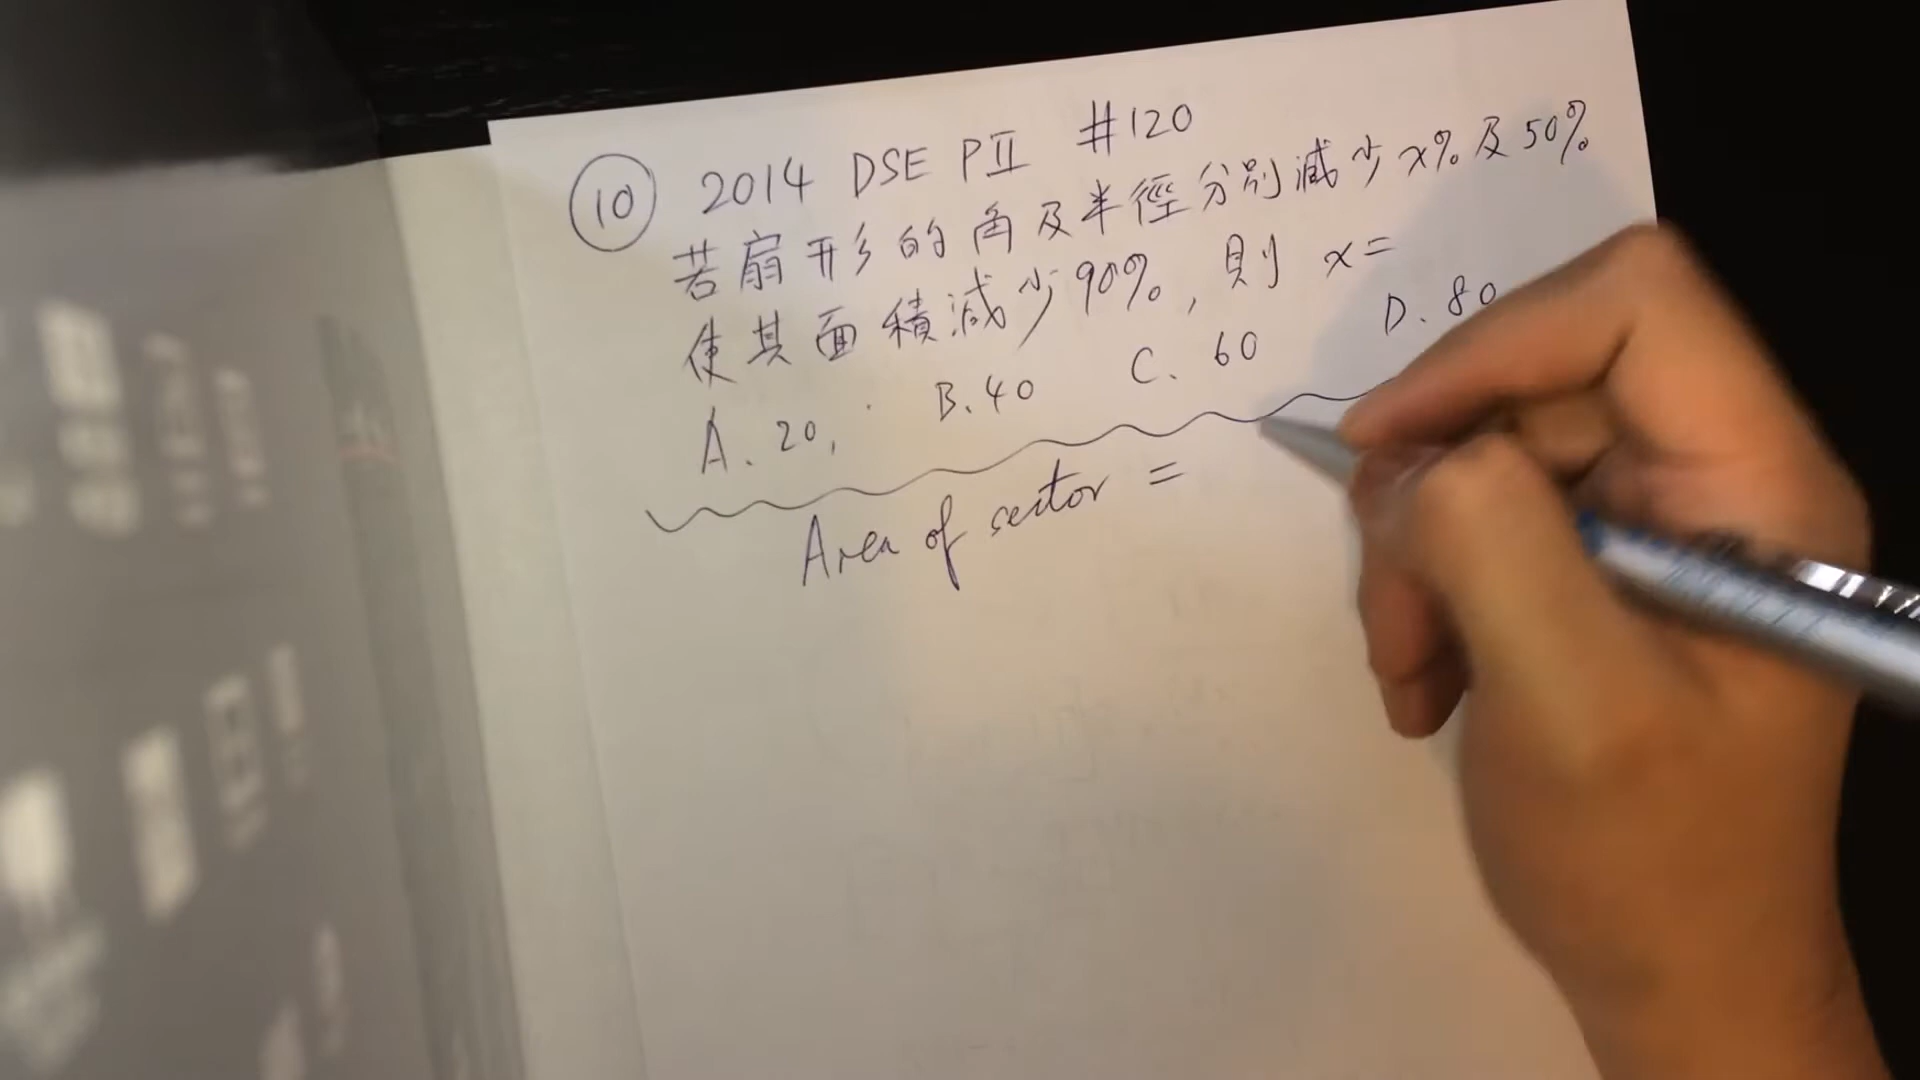 ⑩ 2014 DSE PII #120
若扇形的角及半徑分別減少x%及50%
使其面積減少90%, 則 x=
A. 20, B. 40 C. 60 D. 80
Area of sector =